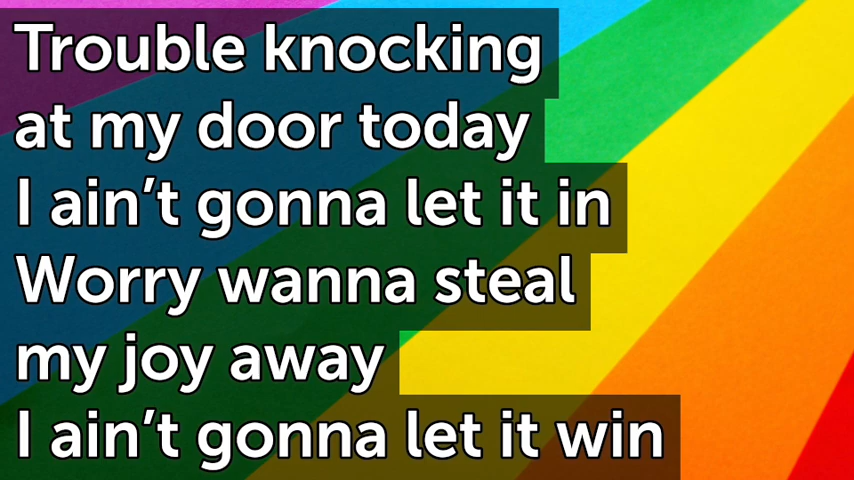 Trouble knocking
at my door today
I ain’t gonna let it in
Worry wanna steal
my joy away
I ain’t gonna let it win